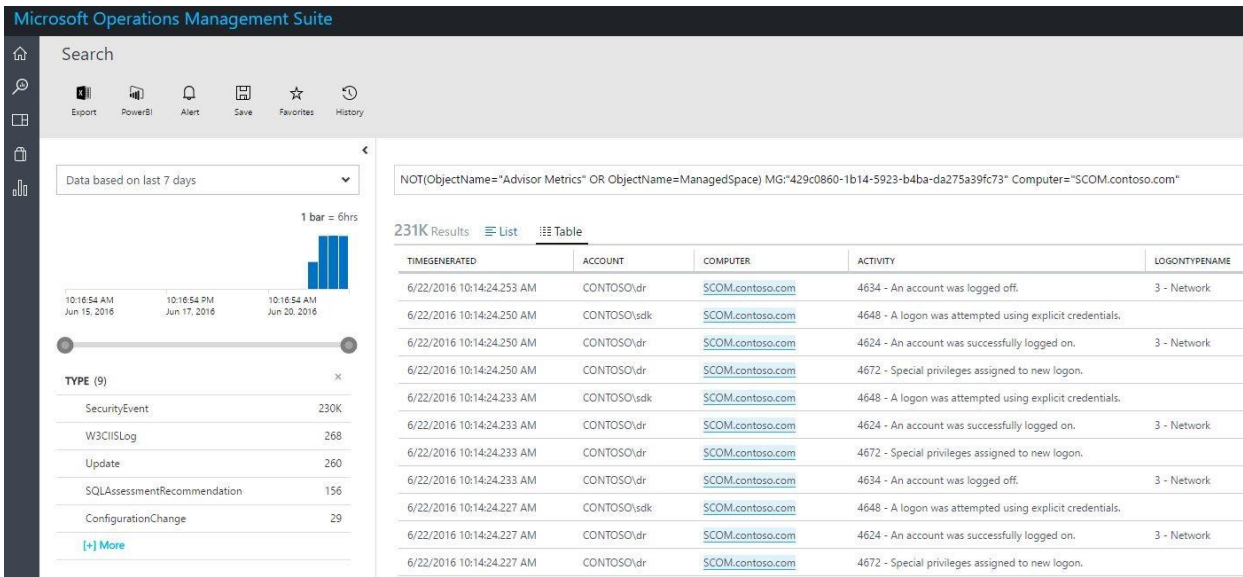 Microsoft Operations Management Suite
Search
Export PowerBI Alert Save Favorites History
Data based on last 7 days
1 bar = 6hrs
10:16:54 AM 10:16:54 PM 10:16:54 AM
Jun 15, 2016 Jun 17, 2016 Jun 20, 2016
TYPE (9)
SecurityEvent 230K
W3CIISLog 268
Update 260
SQLAssessmentRecommendation 156
ConfigurationChange 29
[+] More
NOT(ObjectName="Advisor Metrics" OR ObjectName=ManagedSpace) MG:"429c0860-1b14-5923-b4ba-da275a39fc73" Computer="SCOM.contoso.com"
231K Results List Table
TIMEGENERATED ACCOUNT COMPUTER ACTIVITY LOGONTYPENAME
6/22/2016 10:14:24.253 AM CONTOSO\dr SCOM.contoso.com 4634 - An account was logged off. 3 - Network
6/22/2016 10:14:24.250 AM CONTOSO\sdk SCOM.contoso.com 4648 - A logon was attempted using explicit credentials.
6/22/2016 10:14:24.250 AM CONTOSO\dr SCOM.contoso.com 4624 - An account was successfully logged on. 3 - Network
6/22/2016 10:14:24.250 AM CONTOSO\dr SCOM.contoso.com 4672 - Special privileges assigned to new logon.
6/22/2016 10:14:24.233 AM CONTOSO\sdk SCOM.contoso.com 4648 - A logon was attempted using explicit credentials.
6/22/2016 10:14:24.233 AM CONTOSO\dr SCOM.contoso.com 4624 - An account was successfully logged on. 3 - Network
6/22/2016 10:14:24.233 AM CONTOSO\dr SCOM.contoso.com 4672 - Special privileges assigned to new logon.
6/22/2016 10:14:24.233 AM CONTOSO\dr SCOM.contoso.com 4634 - An account was logged off. 3 - Network
6/22/2016 10:14:24.227 AM CONTOSO\sdk SCOM.contoso.com 4648 - A logon was attempted using explicit credentials.
6/22/2016 10:14:24.227 AM CONTOSO\dr SCOM.contoso.com 4624 - An account was successfully logged on. 3 - Network
6/22/2016 10:14:24.227 AM CONTOSO\dr SCOM.contoso.com 4672 - Special privileges assigned to new logon.